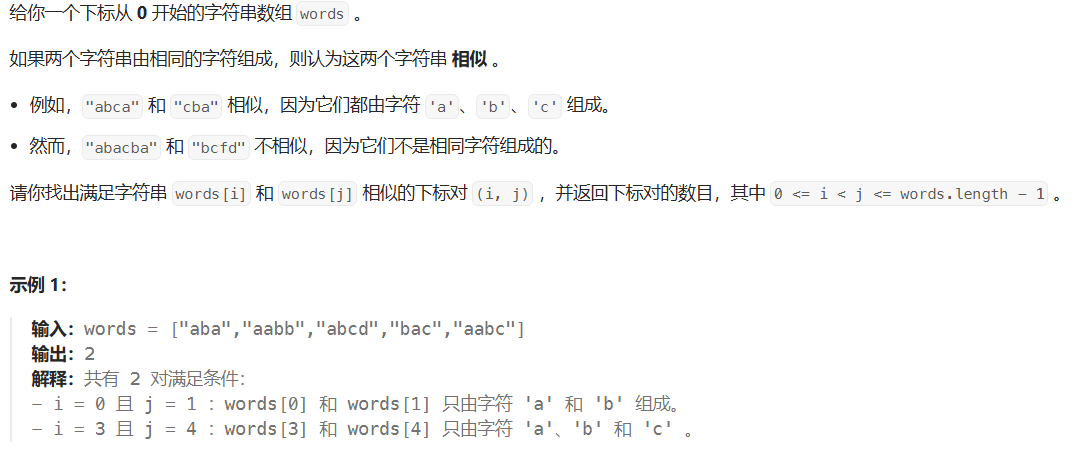 给你一个下标从 0 开始的字符串数组 words 。
如果两个字符串由相同的字符组成，则认为这两个字符串 相似 。
• 例如，"abca" 和 "cba" 相似，因为它们都由字符 'a'、'b'、'c' 组成。
• 然而，"abacba" 和 "bcfd" 不相似，因为它们不是相同字符组成的。
请你找出满足字符串 words[i] 和 words[j] 相似的下标对 (i, j) ，并返回下标对的数目，其中 0 <= i < j <= words.length - 1 。
示例 1：
输入：words = ["aba","aabb","abcd","bac","aabc"]
输出：2
解释：共有 2 对满足条件：
- i = 0 且 j = 1 ：words[0] 和 words[1] 只由字符 'a' 和 'b' 组成。
- i = 3 且 j = 4 ：words[3] 和 words[4] 只由字符 'a'、'b' 和 'c' 。